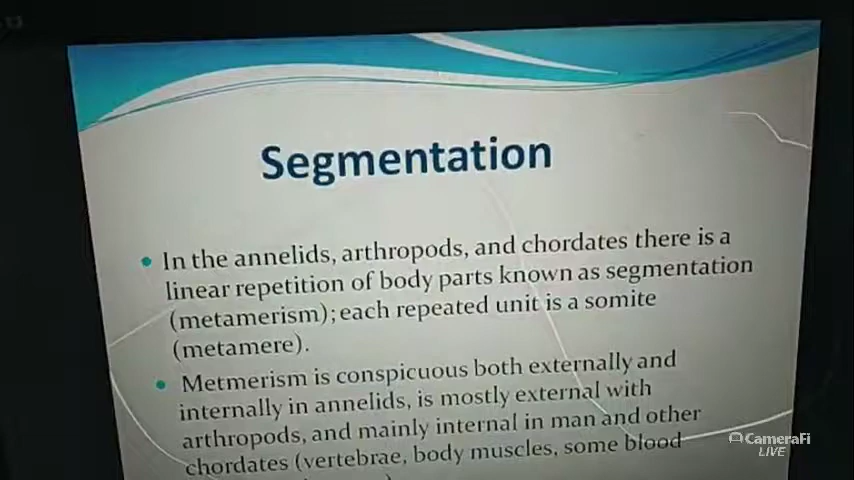 Segmentation
• In the annelids, arthropods, and chordates there is a
linear repetition of body parts known as segmentation
(metamerism); each repeated unit is a somite
(metamere).
• Metmerism is conspicuous both externally and
internally in annelids, is mostly external with
arthropods, and mainly internal in man and other
chordates (vertebrae, body muscles, some blood
CameraFi
LIVE